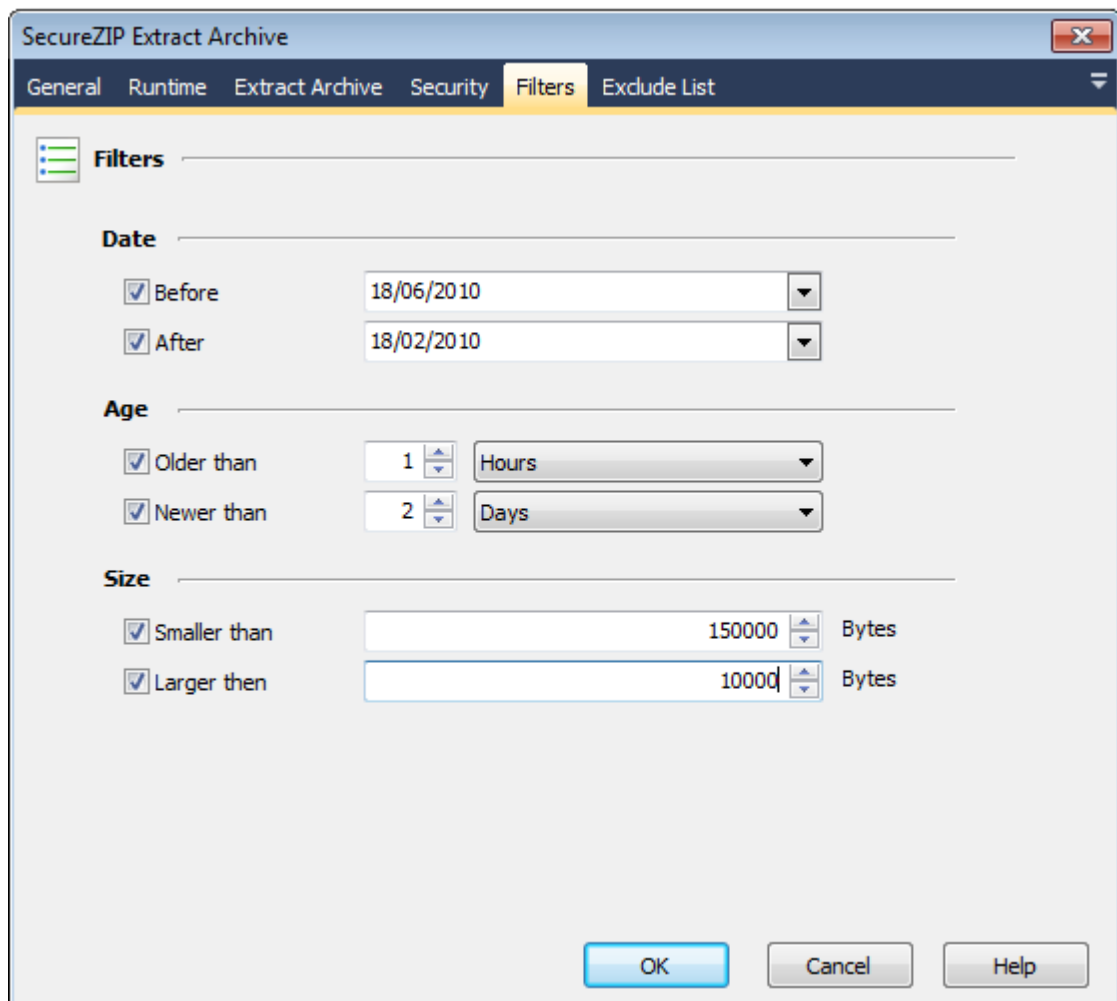 SecureZIP Extract Archive
General Runtime Extract Archive Security Filters Exclude List
Filters
Date
Before 18/06/2010
After 18/02/2010
Age
Older than 1 Hours
Newer than 2 Days
Size
Smaller than 150000 Bytes
Larger then 10000 Bytes
OK Cancel Help